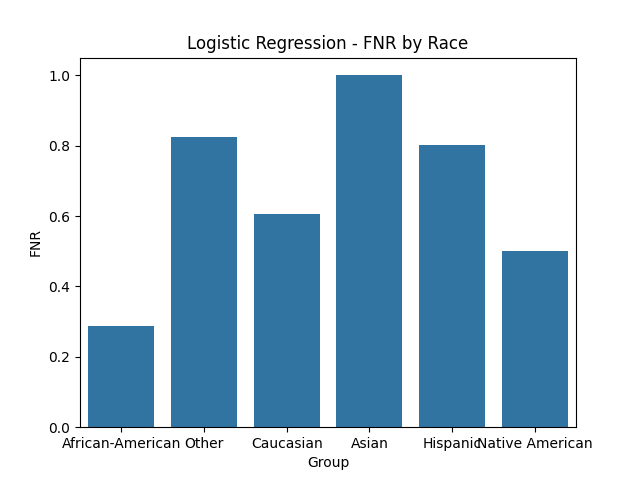 Logistic Regression - FNR by Race
1.0
0.8
0.6
0.4
0.2
0.0
FNR
African-American
Other
Caucasian
Asian
Hispanic
Native American
Group